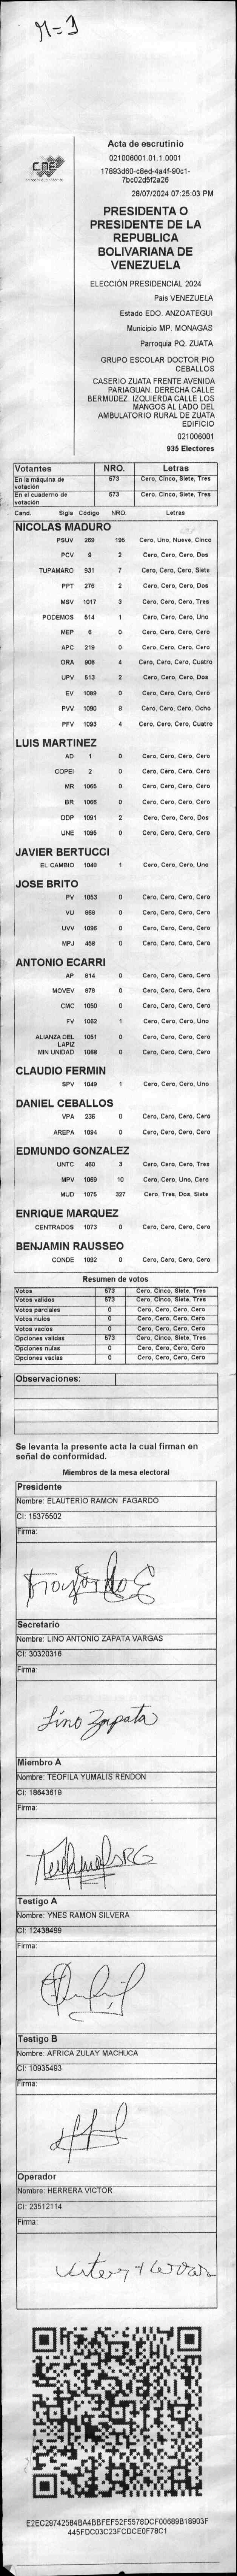 M=1
CNE
Acta de escrutinio
021006001.01.1.0001
17893d60-c8ed-4a4f-90c1-
7bc02d5f2a26
28/07/2024 07:25:03 PM
PRESIDENTA O
PRESIDENTE DE LA
REPUBLICA
BOLIVARIANA DE
VENEZUELA
ELECCIÓN PRESIDENCIAL 2024
País VENEZUELA
Estado EDO. ANZOATEGUI
Municipio MP. MONAGAS
Parroquia PQ. ZUATA
GRUPO ESCOLAR DOCTOR PIO
CEBALLOS
CASERIO ZUATA FRENTE AVENIDA
PARIAGUAN. DERECHA CALLE
BERMUDEZ. IZQUIERDA CALLE LOS
MANGOS AL LADO DEL
AMBULATORIO RURAL DE ZUATA
EDIFICIO
021006001
935 Electores
Votantes NRO. Letras
En la máquina de votación 573 Cero, Cinco, Siete, Tres
En el cuaderno de votación 573 Cero, Cinco, Siete, Tres
Cand. Sigla Código NRO. Letras
NICOLAS MADURO
PSUV 269 195 Cero, Uno, Nueve, Cinco
PCV 9 2 Cero, Cero, Cero, Dos
TUPAMARO 931 7 Cero, Cero, Cero, Siete
PPT 276 2 Cero, Cero, Cero, Dos
MSV 1017 3 Cero, Cero, Cero, Tres
PODEMOS 514 1 Cero, Cero, Cero, Uno
MEP 6 0 Cero, Cero, Cero, Cero
APC 219 0 Cero, Cero, Cero, Cero
ORA 906 4 Cero, Cero, Cero, Cuatro
UPV 513 2 Cero, Cero, Cero, Dos
EV 1089 0 Cero, Cero, Cero, Cero
PVV 1090 8 Cero, Cero, Cero, Ocho
PFV 1093 4 Cero, Cero, Cero, Cuatro
LUIS MARTINEZ
AD 1 0 Cero, Cero, Cero, Cero
COPEI 2 0 Cero, Cero, Cero, Cero
MR 1065 0 Cero, Cero, Cero, Cero
BR 1066 0 Cero, Cero, Cero, Cero
DDP 1091 2 Cero, Cero, Cero, Dos
UNE 1095 0 Cero, Cero, Cero, Cero
JAVIER BERTUCCI
EL CAMBIO 1048 1 Cero, Cero, Cero, Uno
JOSE BRITO
PV 1053 0 Cero, Cero, Cero, Cero
VU 868 0 Cero, Cero, Cero, Cero
UVV 1096 0 Cero, Cero, Cero, Cero
MPJ 458 0 Cero, Cero, Cero, Cero
ANTONIO ECARRI
AP 814 0 Cero, Cero, Cero, Cero
MOVEV 878 0 Cero, Cero, Cero, Cero
CMC 1050 0 Cero, Cero, Cero, Cero
FV 1062 1 Cero, Cero, Cero, Uno
ALIANZA DEL LAPIZ 1051 0 Cero, Cero, Cero, Cero
MIN UNIDAD 1068 0 Cero, Cero, Cero, Cero
CLAUDIO FERMIN
SPV 1049 1 Cero, Cero, Cero, Uno
DANIEL CEBALLOS
VPA 236 0 Cero, Cero, Cero, Cero
AREPA 1094 0 Cero, Cero, Cero, Cero
EDMUNDO GONZALEZ
UNTC 460 3 Cero, Cero, Cero, Tres
MPV 1069 10 Cero, Cero, Uno, Cero
MUD 1076 327 Cero, Tres, Dos, Siete
ENRIQUE MARQUEZ
CENTRADOS 1073 0 Cero, Cero, Cero, Cero
BENJAMIN RAUSSEO
CONDE 1092 0 Cero, Cero, Cero, Cero
Resumen de votos
Votos 573 Cero, Cinco, Siete, Tres
Votos validos 573 Cero, Cinco, Siete, Tres
Votos parciales 0 Cero, Cero, Cero, Cero
Votos nulos 0 Cero, Cero, Cero, Cero
Votos vacios 0 Cero, Cero, Cero, Cero
Opciones validas 573 Cero, Cinco, Siete, Tres
Opciones nulas 0 Cero, Cero, Cero, Cero
Opciones vacias 0 Cero, Cero, Cero, Cero
Observaciones:
Se levanta la presente acta la cual firman en
señal de conformidad.
Miembros de la mesa electoral
Presidente
Nombre: ELAUTERIO RAMON FAGARDO
CI: 15375502
Firma:
Secretario
Nombre: LINO ANTONIO ZAPATA VARGAS
CI: 30320316
Firma:
Lino Zapata
Miembro A
Nombre: TEOFILA YUMALIS RENDON
CI: 18643619
Firma:
Testigo A
Nombre: YNES RAMON SILVERA
CI: 12438499
Firma:
Testigo B
Nombre: AFRICA ZULAY MACHUCA
CI: 10935493
Firma:
Operador
Nombre: HERRERA VICTOR
CI: 23512114
Firma:
E2EC29742584BA4BBFEF52F5578DCF00689B18903F
445FDC03C23FCDCE0F78C1